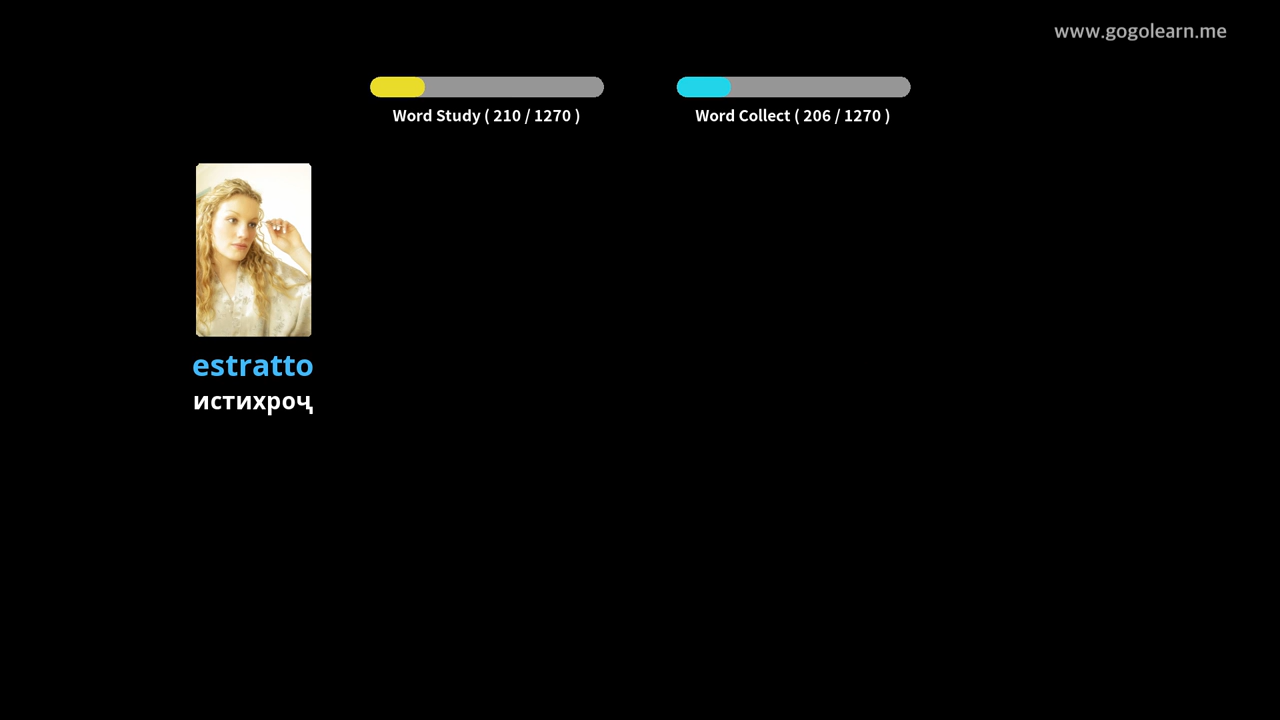 www.gogolearn.me
Word Study ( 210 / 1270 )
Word Collect ( 206 / 1270 )
estratto
истихроҷ